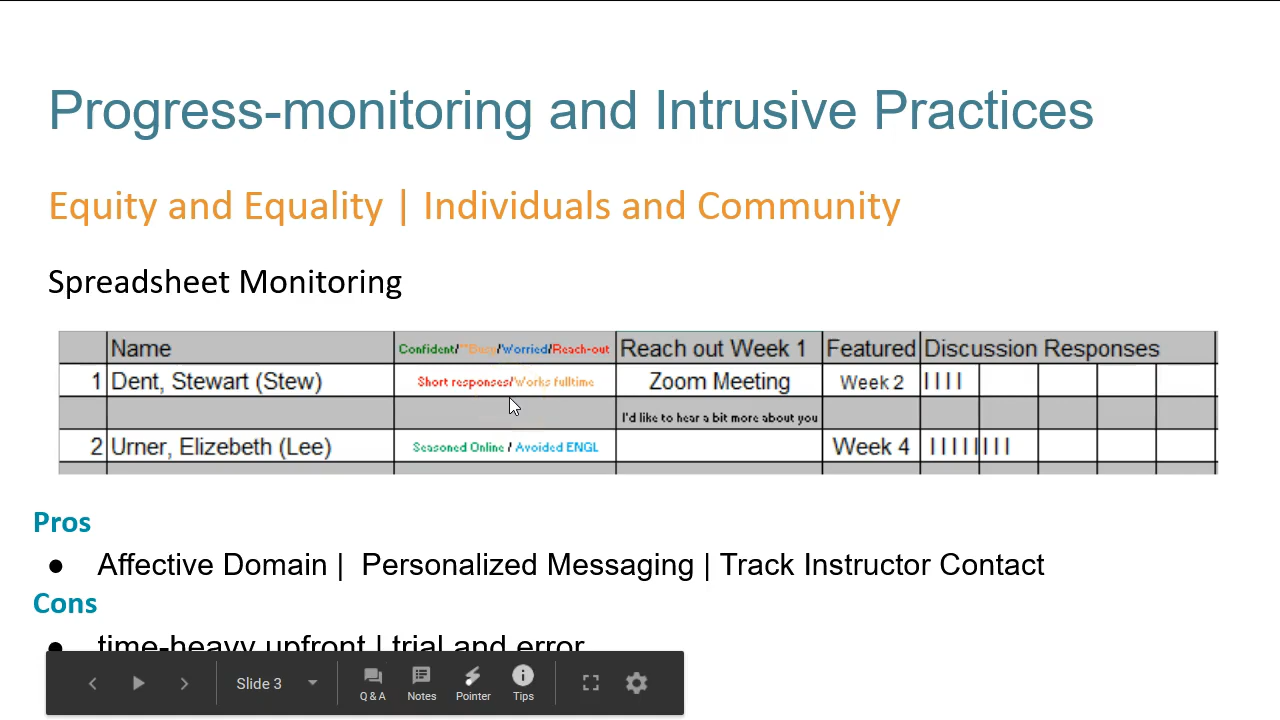 Progress-monitoring and Intrusive Practices
Equity and Equality | Individuals and Community
Spreadsheet Monitoring
Name Confident/**Busy/Worried/Reach-out Reach out Week 1 Featured Discussion Responses
1 Dent, Stewart (Stew) Short responses/Works fulltime Zoom Meeting Week 2 IIII
I'd like to hear a bit more about you
2 Urner, Elizebeth (Lee) Seasoned Online / Avoided ENGL Week 4 IIIIIIII
Pros
● Affective Domain | Personalized Messaging | Track Instructor Contact
Cons
● time-heavy upfront | trial and error
Slide 3
Q & A Notes Pointer Tips